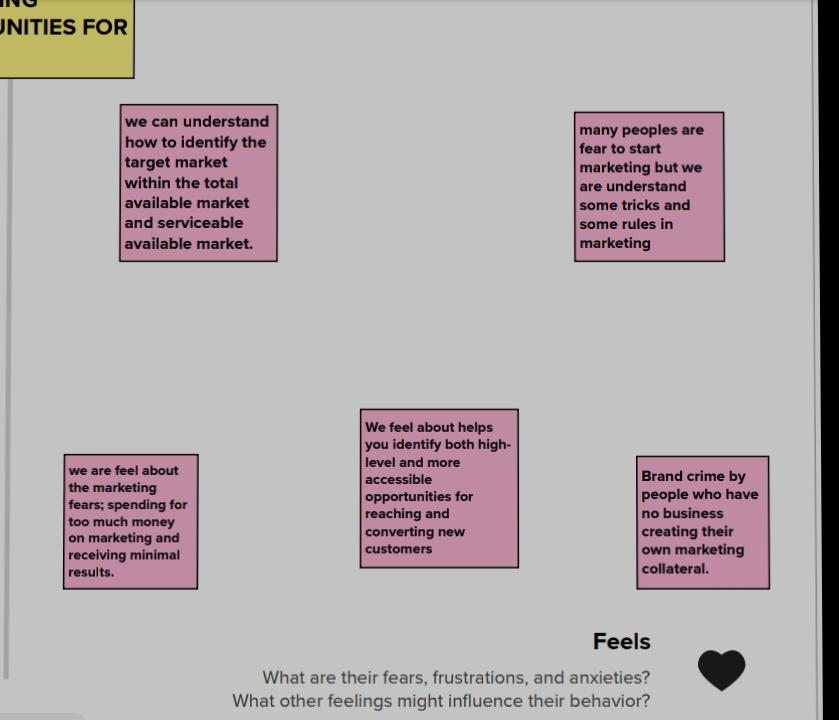 UNITIES FOR
we can understand
how to identify the
target market
within the total
available market
and serviceable
available market.
many peoples are
fear to start
marketing but we
are understand
some tricks and
some rules in
marketing
we are feel about
the marketing
fears; spending for
too much money
on marketing and
receiving minimal
results.
We feel about helps
you identify both high-
level and more
accessible
opportunities for
reaching and
converting new
customers
Brand crime by
people who have
no business
creating their
own marketing
collateral.
Feels
What are their fears, frustrations, and anxieties?
What other feelings might influence their behavior?